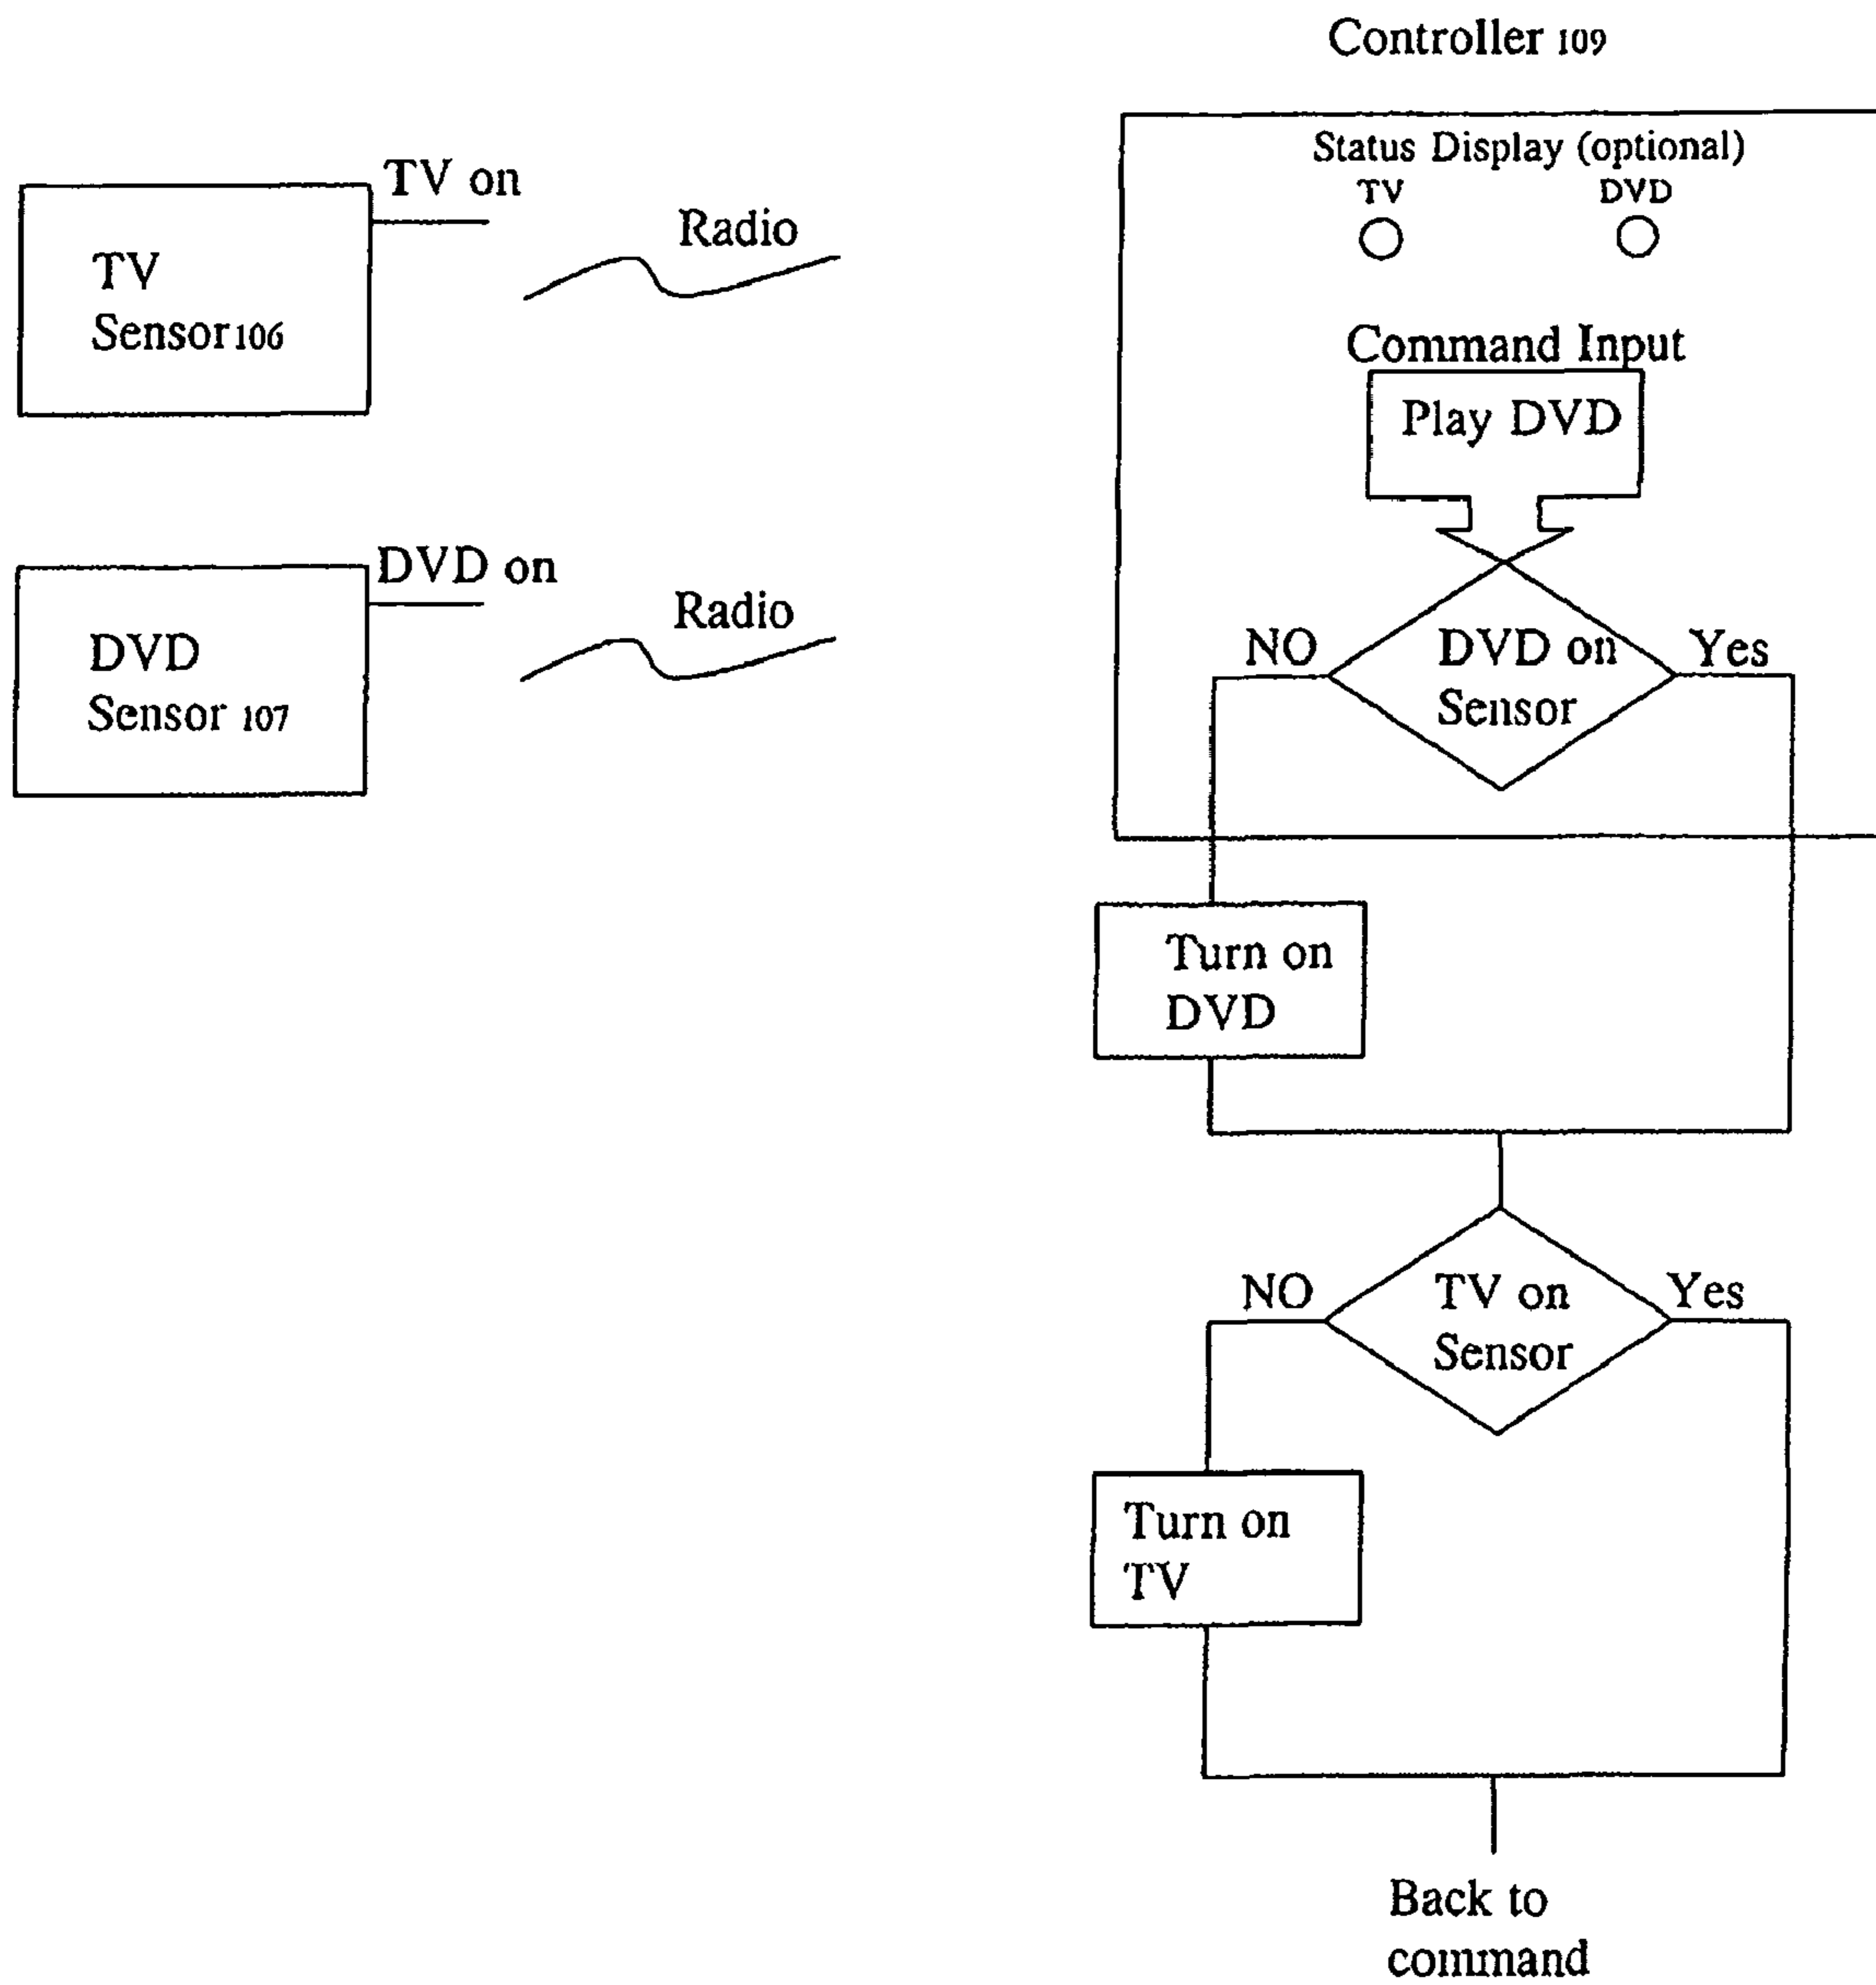 Controller 109
Status Display (optional)
TV DVD
TV on
Radio
TV
Sensor 106
Command Input
Play DVD
DVD on
Radio
DVD
Sensor 107
NO
DVD on
Sensor
Yes
Turn on
DVD
NO
TV on
Sensor
Yes
Turn on
TV
Back to
command